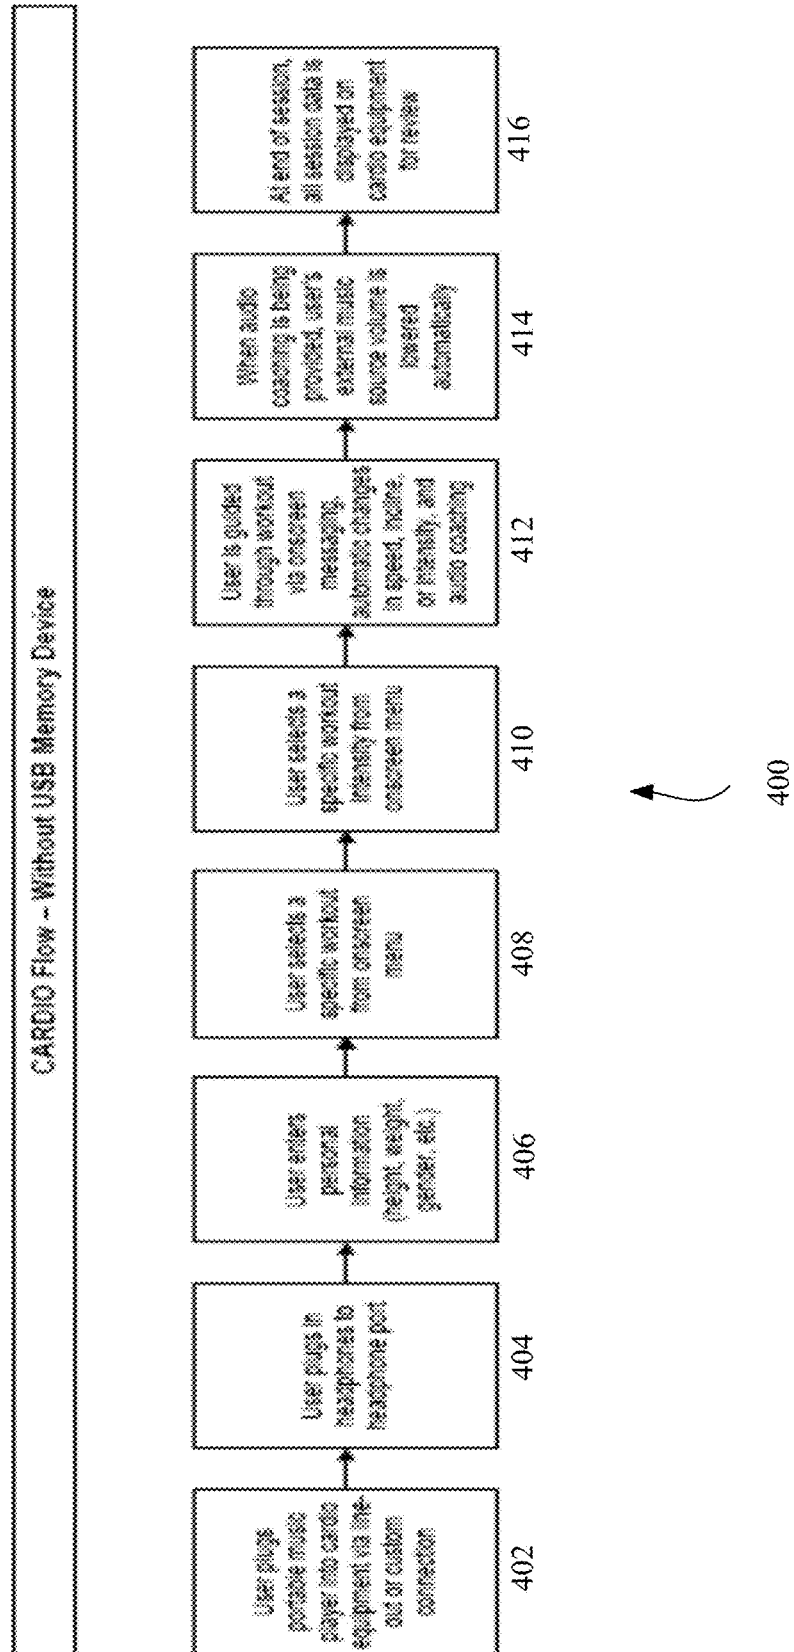 CARDIO Flow - Without USB Memory Device
User plugs
portable music
player into cardio
equipment via line-
out or custom
connection
402
User plugs in
headphones to
headphone port
404
User enters
personal
information
(height, weight,
gender, etc.)
406
User selects a
specific workout
from onscreen
menu
408
User selects a
specific workout
intensity from
onscreen menu
410
User is guided
through workout
via onscreen
messaging,
automatic changes
in speed, incline,
or intensity, and
audio coaching
412
When audio
coaching is being
provided, user's
external music
source volume is
lowered
automatically
414
At end of session,
all session data is
displayed on
cardio equipment
for review
416
400